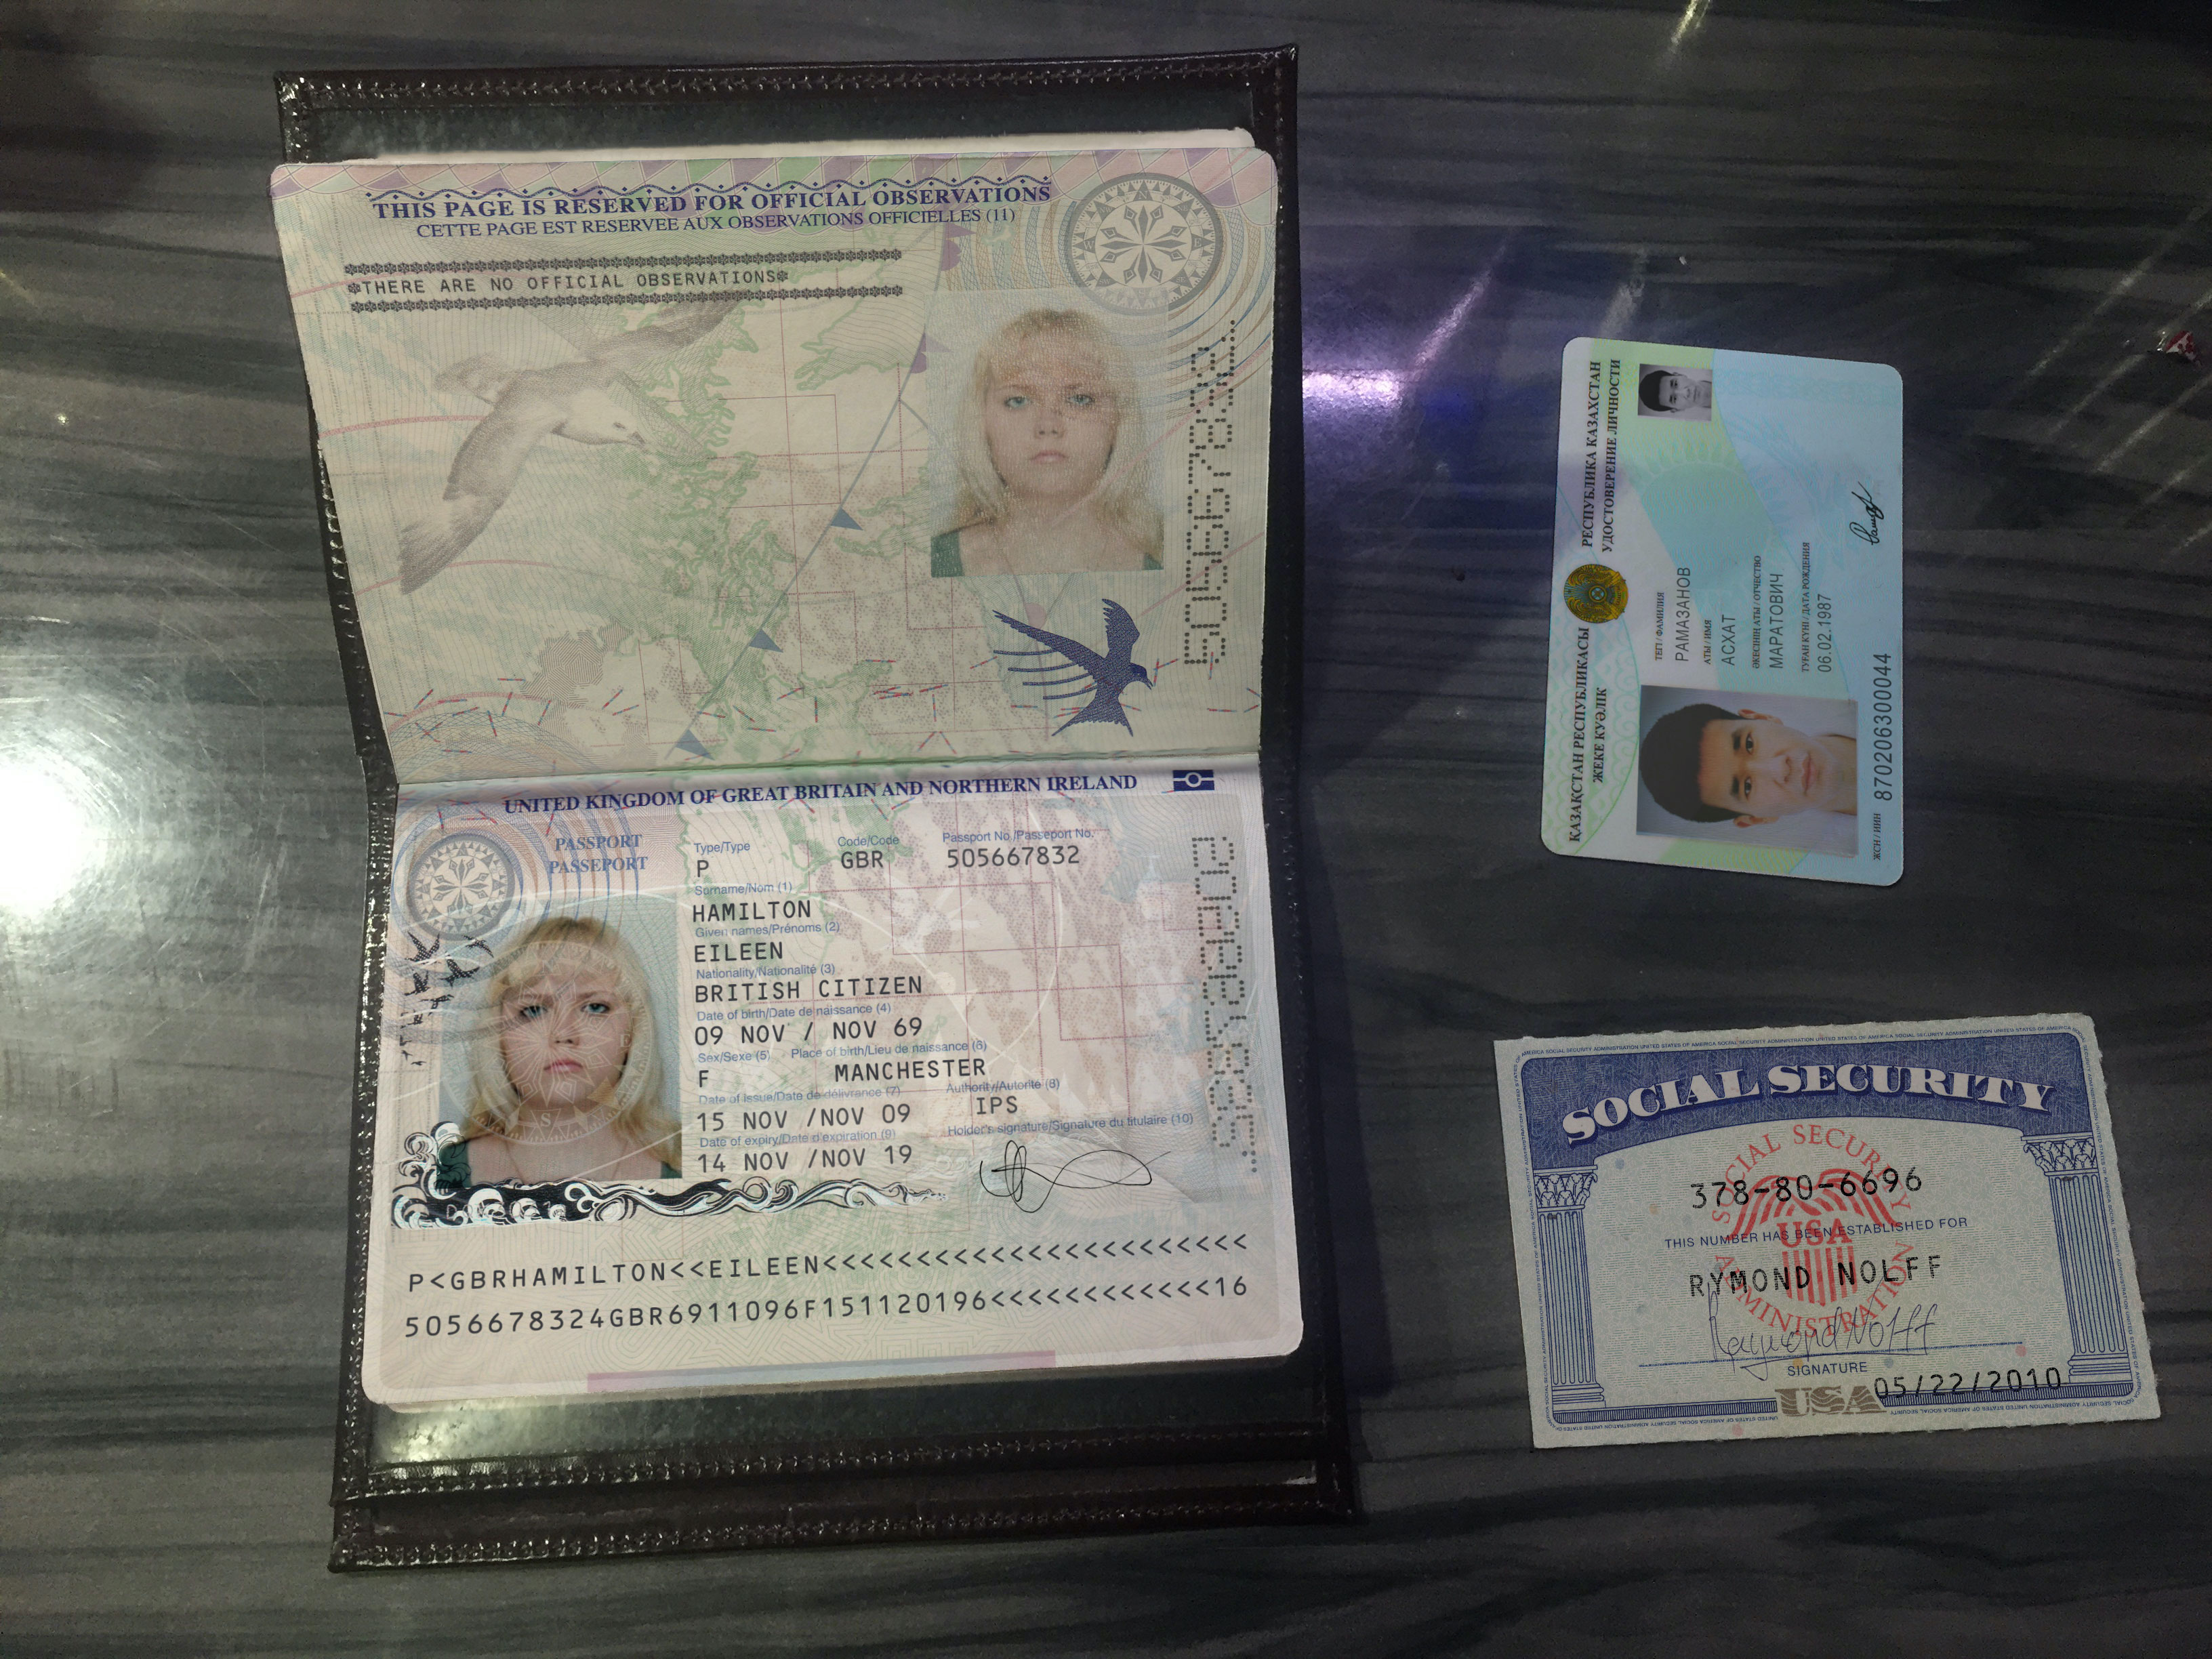 THIS PAGE IS RESERVED FOR OFFICIAL OBSERVATIONS
CETTE PAGE EST RESERVEE AUX OBSERVATIONS OFFICIELLES (11)
*THERE ARE NO OFFICIAL OBSERVATIONS*
UNITED KINGDOM OF GREAT BRITAIN AND NORTHERN IRELAND
PASSPORT
PASSEPORT
Type/Type
P
Code/Code
GBR
Passport No./Passeport No.
505667832
Surname/Nom (1)
HAMILTON
Given names/Prénoms (2)
EILEEN
Nationality/Nationalité (3)
BRITISH CITIZEN
Date of birth/Date de naissance (4)
09 NOV / NOV 69
Sex/Sexe (5) Place of birth/Lieu de naissance (6)
F MANCHESTER
Date of issue/Date de délivrance (7)
15 NOV /NOV 09
Authority/Autorité (8)
IPS
Date of expiry/Date d'expiration (9)
14 NOV /NOV 19
Holder's signature/Signature du titulaire (10)
P<GBRHAMILTON<<EILEEN<<<<<<<<<<<<<<<<<<<<<<<
5056678324GBR6911096F151120196<<<<<<<<<<<<16
ҚАЗАҚСТАН РЕСПУБЛИКАСЫ
ЖЕКЕ КУӘЛІК
РЕСПУБЛИКА КАЗАХСТАН
УДОСТОВЕРЕНИЕ ЛИЧНОСТИ
ТЕГІ / ФАМИЛИЯ
РАМАЗАНОВ
АТЫ / ИМЯ
АСХАТ
ӘКЕСІНІҢ АТЫ / ОТЧЕСТВО
МАРАТОВИЧ
ТУҒАН КҮНІ / ДАТА РОЖДЕНИЯ
06.02.1987
ЖСН / ИИН 870206300044
SOCIAL SECURITY
SOCIAL SECURITY
ADMINISTRATION
USA
378-80-6696
THIS NUMBER HAS BEEN ESTABLISHED FOR
RYMOND NOLFF
Raymond Nolff
SIGNATURE
USA
05/22/2010